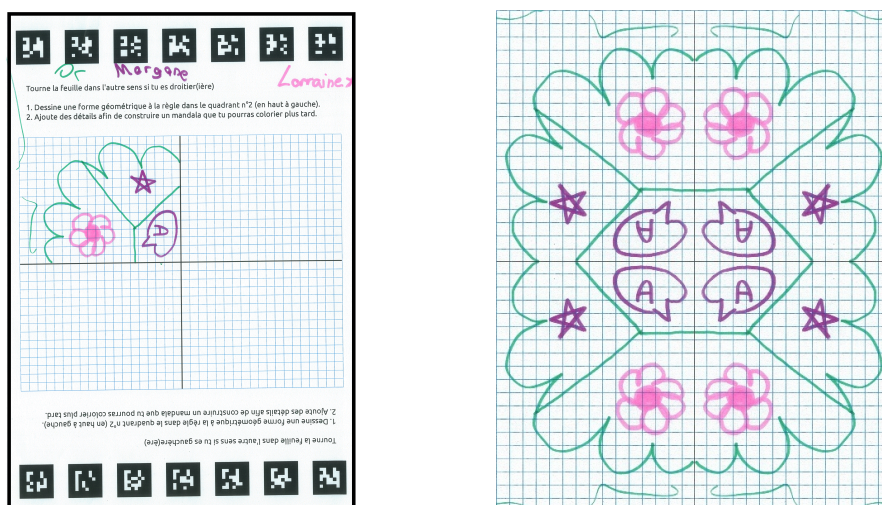 Dr Morgane Lorraine
Tourne la feuille dans l'autre sens si tu es droitier(ière)
1. Dessine une forme géométrique à la règle dans le quadrant n°2 (en haut à gauche).
2. Ajoute des détails afin de construire un mandala que tu pourras colorier plus tard.
A
A A
A A
2. Ajoute des détails afin de construire un mandala que tu pourras colorier plus tard.
1. Dessine une forme géométrique à la règle dans le quadrant n°2 (en haut à gauche).
Tourne la feuille dans l'autre sens si tu es gauchèr(ère)